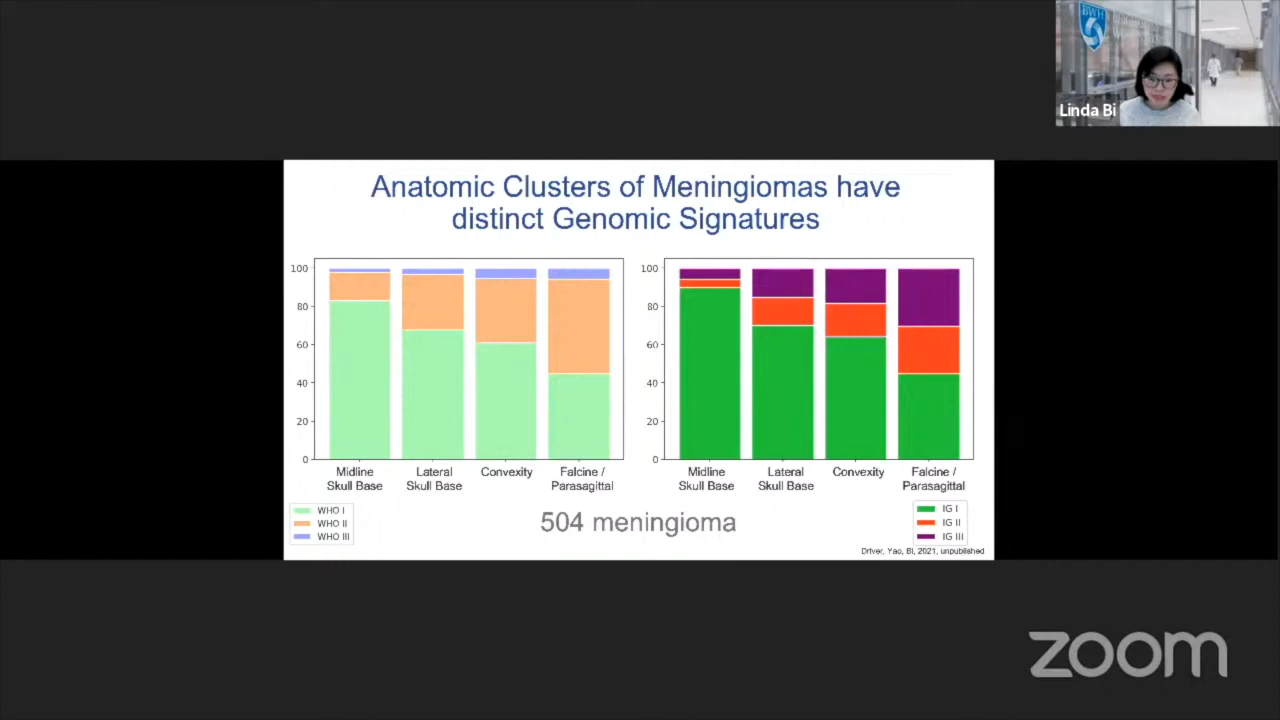 BWH
Linda Bi
Anatomic Clusters of Meningiomas have
distinct Genomic Signatures
100
80
60
40
20
0
Midline
Skull Base
Lateral
Skull Base
Convexity
Falcine /
Parasagittal
WHO I
WHO II
WHO III
100
80
60
40
20
0
Midline
Skull Base
Lateral
Skull Base
Convexity
Falcine /
Parasagittal
IG I
IG II
IG III
504 meningioma
Driver, Yao, Bi, 2021, unpublished
zoom